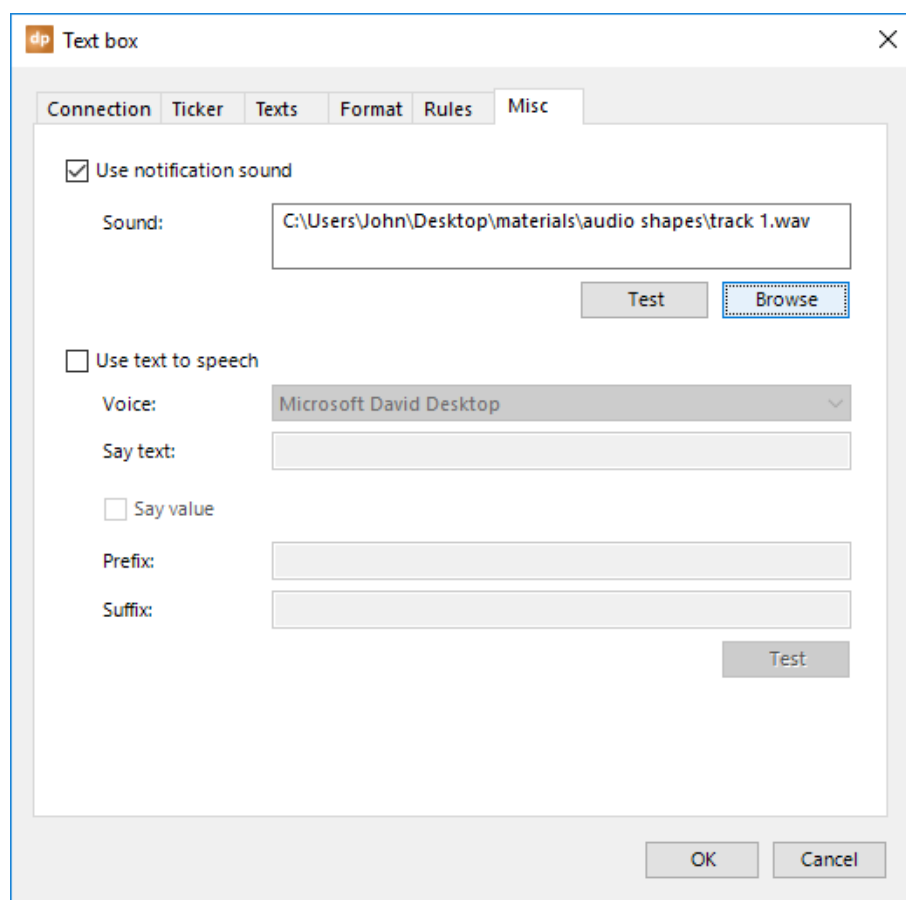 dp Text box
Connection Ticker Texts Format Rules Misc
Use notification sound
Sound: C:\Users\John\Desktop\materials\audio shapes\track 1.wav
Test Browse
Use text to speech
Voice: Microsoft David Desktop
Say text:
Say value
Prefix:
Suffix:
Test
OK Cancel